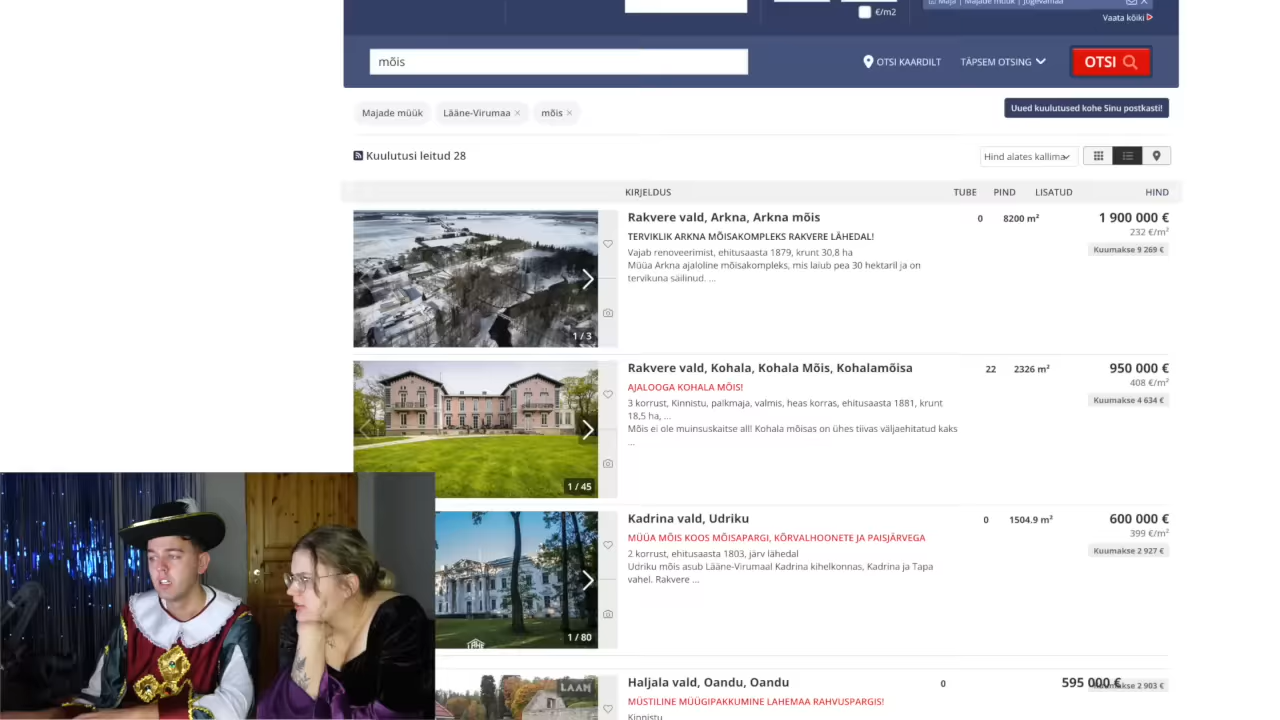 Maja | Majade müük | Jõgevamaa
€/m2
Vaata kõiki
mõis
OTSI KAARDILT
TÄPSEM OTSING
OTSI
Majade müük
Lääne-Virumaa ×
mõis ×
Uued kuulutused kohe Sinu postkasti!
Kuulutusi leitud 28
Hind alates kallima
KIRJELDUS
TUBE
PIND
LISATUD
HIND
Rakvere vald, Arkna, Arkna mõis
0
8200 m²
1 900 000 €
TERVIKLIK ARKNA MÕISAKOMPLEKS RAKVERE LÄHEDAL!
232 €/m²
Vajab renoveerimist, ehitusaasta 1879, krunt 30,8 ha
Kuumakse 9 269 €
Müüa Arkna ajaloline mõisakompleks, mis laiub pea 30 hektaril ja on
tervikuna säilinud. ...
1 / 3
Rakvere vald, Kohala, Kohala Mõis, Kohalamõisa
22
2326 m²
950 000 €
AJALOOGA KOHALA MÕIS!
408 €/m²
3 korrust, Kinnistu, palkmaja, valmis, heas korras, ehitusaasta 1881, krunt
Kuumakse 4 634 €
18,5 ha, ...
Mõis ei ole muinsuskaitse all! Kohala mõisas on ühes tiivas väljaehitatud kaks
...
1 / 45
Kadrina vald, Udriku
0
1504.9 m²
600 000 €
MÜÜA MÕIS KOOS MÕISAPARGI, KÕRVALHOONETE JA PAISJÄRVEGA
399 €/m²
2 korrust, ehitusaasta 1803, järv lähedal
Kuumakse 2 927 €
Udriku mõis asub Lääne-Virumaal Kadrina kihelkonnas, Kadrina ja Tapa
vahel. Rakvere ...
1 / 80
LAHE
Haljala vald, Oandu, Oandu
0
595 000 €
Kuumakse 2 903 €
MÜSTILINE MÜÜGIPAKKUMINE LAHEMAA RAHVUSPARGIS!
Kinnistu
LAAM